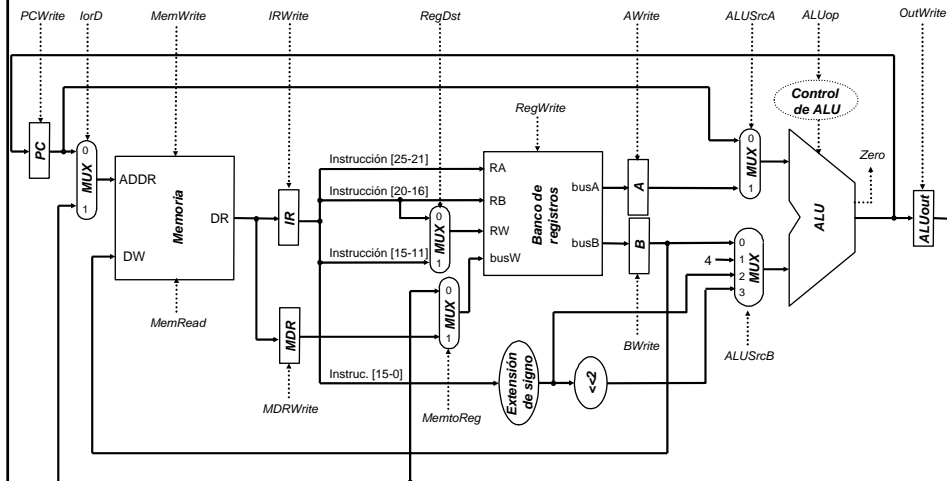 PCWrite
IorD
MemWrite
IRWrite
RegDst
AWrite
ALUSrcA
ALUop
OutWrite
Control
de ALU
RegWrite
Zero
PC
0
MUX
1
ADDR
DW
Memoria
DR
IR
Instrucción [25-21]
Instrucción [20-16]
Instrucción [15-11]
0
MUX
1
RA
RB
RW
busW
Banco de
registros
busA
busB
A
B
0
MUX
1
4
0
1
2
3
MUX
ALU
ALUout
MemRead
MDR
0
MUX
1
BWrite
ALUSrcB
Instruc. [15-0]
Extensión
de signo
<<2
MDRWrite
MemtoReg